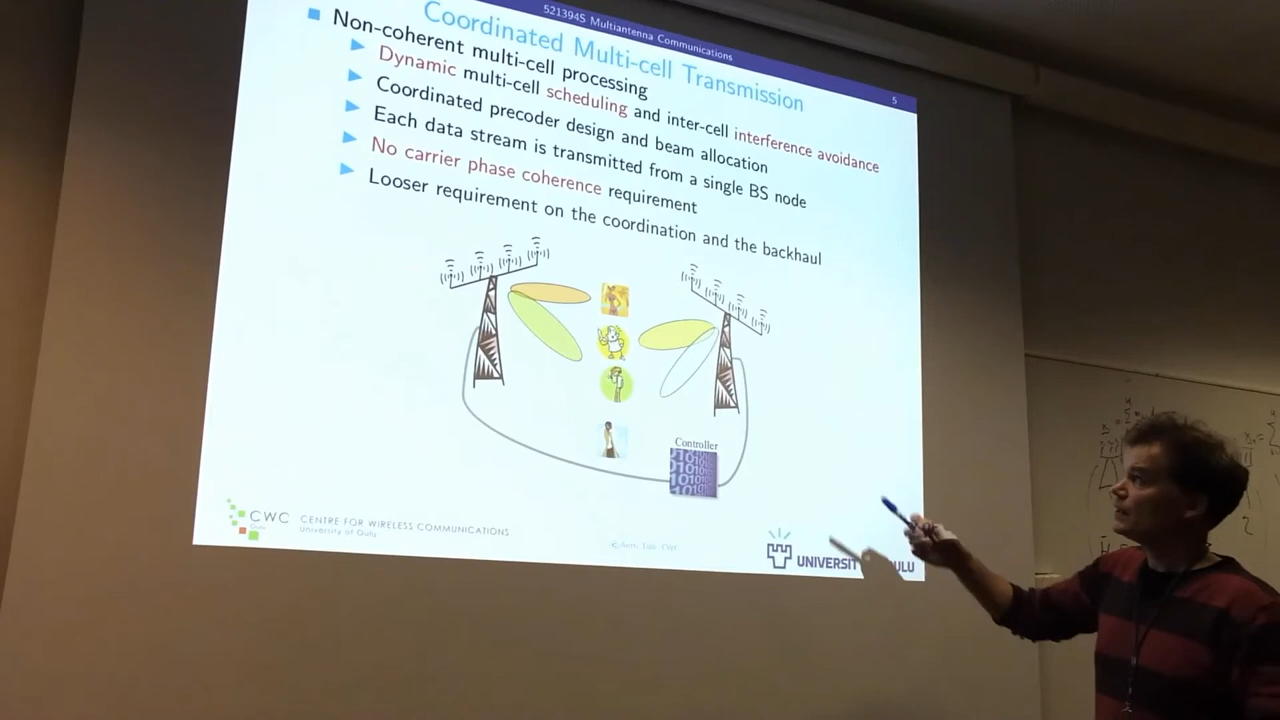 521394S Multiantenna Communications
5
Coordinated Multi-cell Transmission
Non-coherent multi-cell processing
Dynamic multi-cell scheduling and inter-cell interference avoidance
Coordinated precoder design and beam allocation
Each data stream is transmitted from a single BS node
No carrier phase coherence requirement
Looser requirement on the coordination and the backhaul
Controller
CWC
Oulu
CENTRE FOR WIRELESS COMMUNICATIONS
University of Oulu